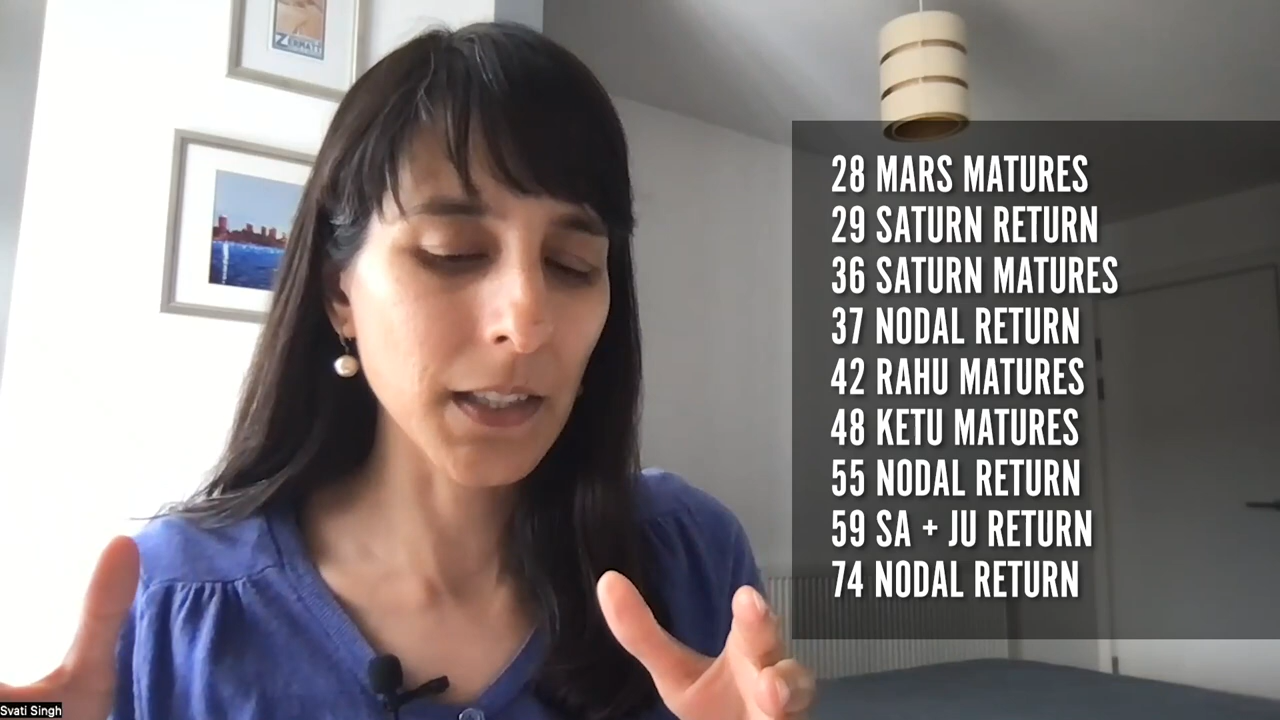 ZERMATT
28 MARS MATURES
29 SATURN RETURN
36 SATURN MATURES
37 NODAL RETURN
42 RAHU MATURES
48 KETU MATURES
55 NODAL RETURN
59 SA + JU RETURN
74 NODAL RETURN
Svati Singh